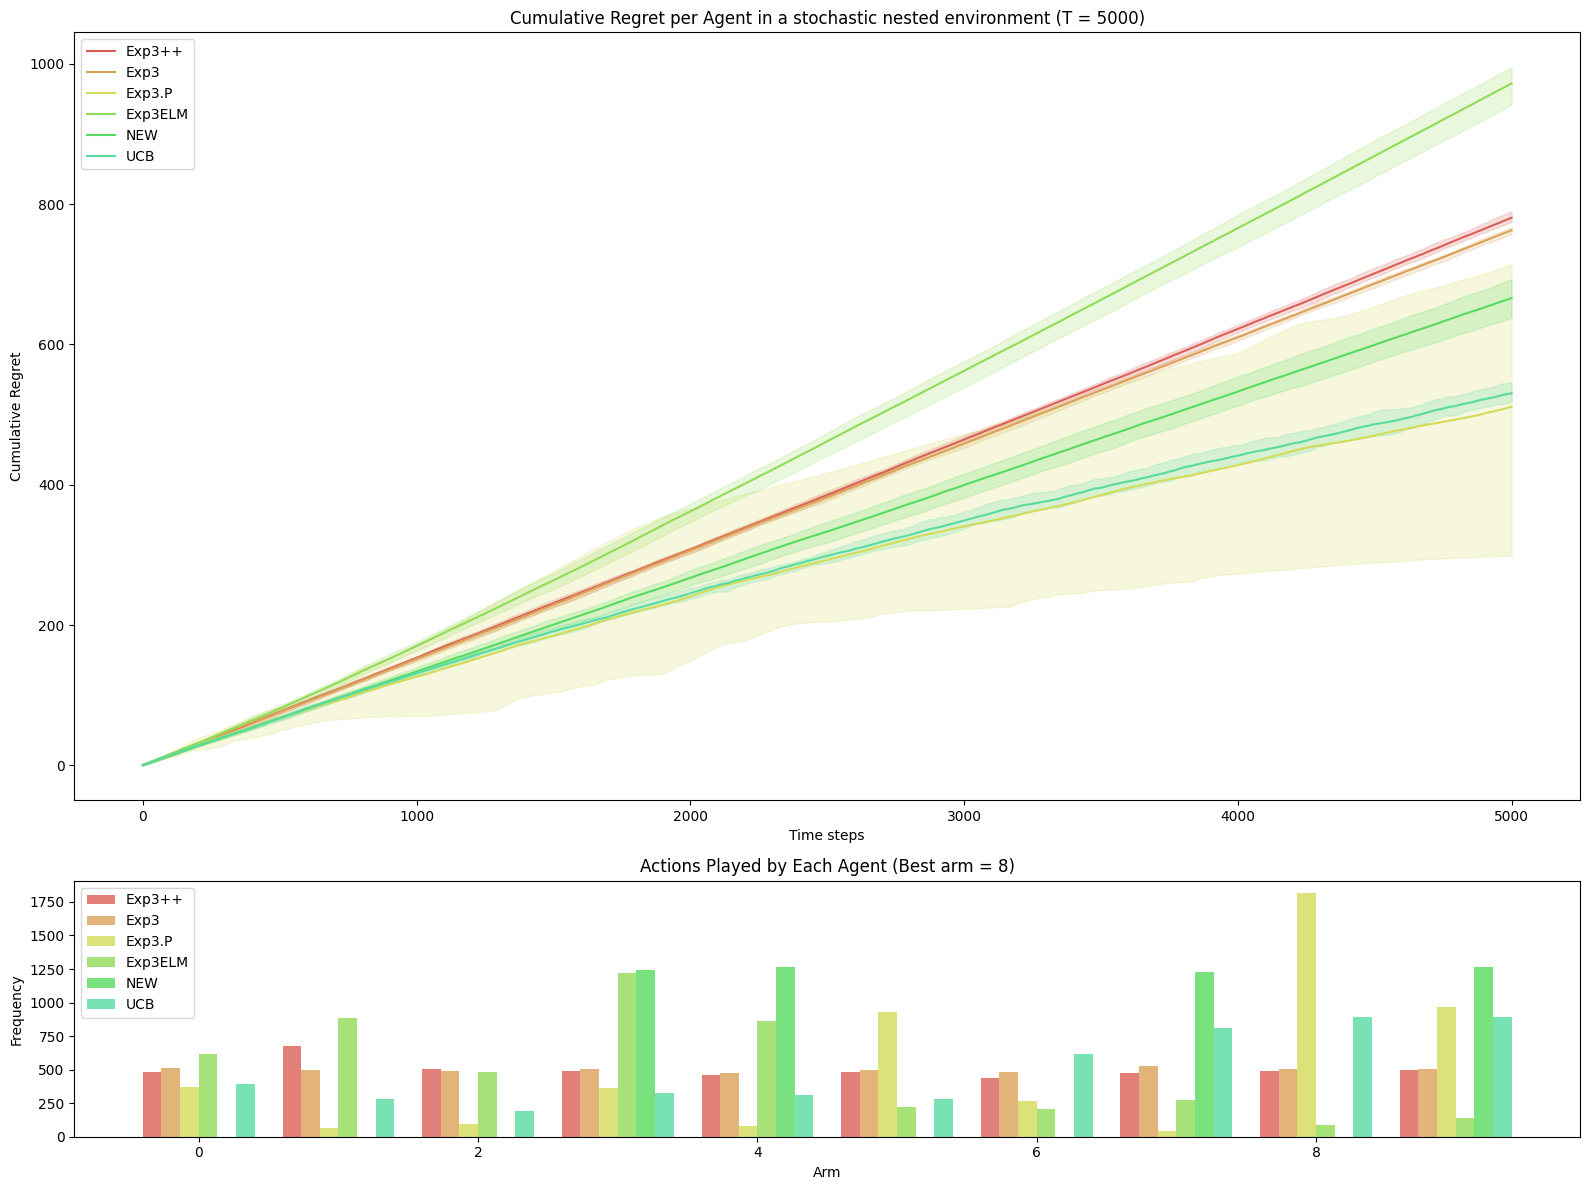 Cumulative Regret per Agent in a stochastic nested environment (T = 5000)
Exp3++
Exp3
Exp3.P
Exp3ELM
NEW
UCB
1000
800
600
400
200
0
Cumulative Regret
0 1000 2000 3000 4000 5000
Time steps
Actions Played by Each Agent (Best arm = 8)
Exp3++
Exp3
Exp3.P
Exp3ELM
NEW
UCB
1750
1500
1250
1000
750
500
250
0
Frequency
0 2 4 6 8
Arm